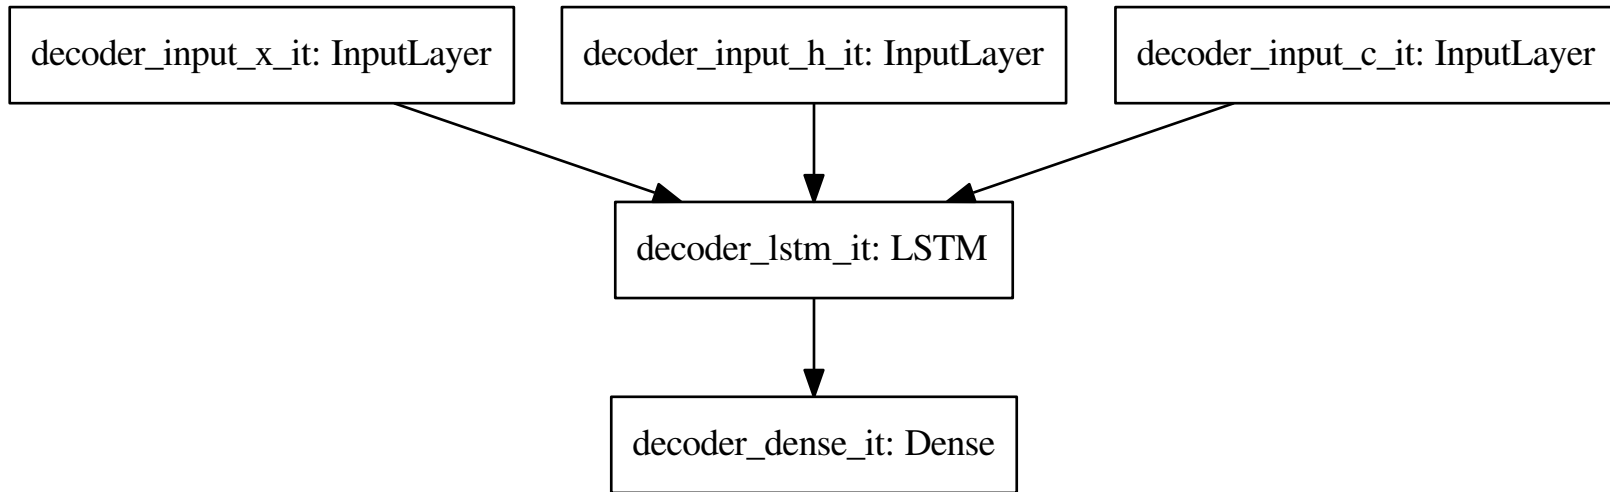 decoder_input_x_it: InputLayer
decoder_input_h_it: InputLayer
decoder_input_c_it: InputLayer
decoder_lstm_it: LSTM
decoder_dense_it: Dense